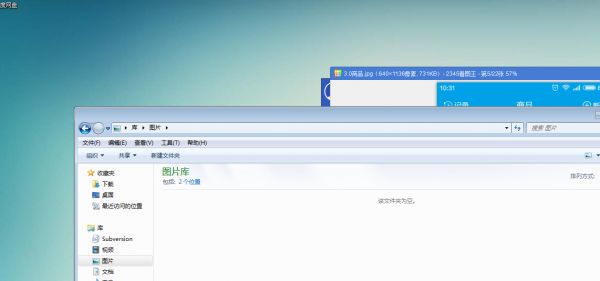 度网盘
3.0商品.jpg (640×1136像素, 731KB) - 2345看图王 - 第5/22张 57%
10:31
记录
商品
库 图片
搜索 图片
文件(F) 编辑(E) 查看(V) 工具(T) 帮助(H)
组织 共享 新建文件夹
收藏夹
下载
桌面
最近访问的位置
库
Subversion
视频
图片
文档
图片库
包括: 2 个位置
排列方式:
该文件夹为空。